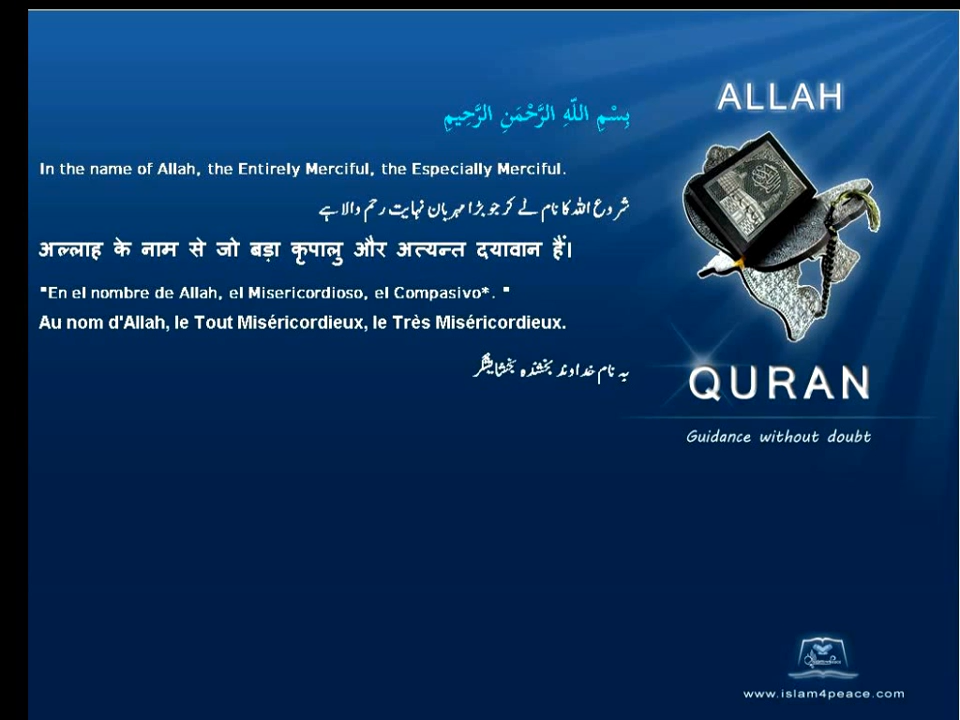 بِسْمِ اللّهِ الرَّحْمَنِ الرَّحِيمِ
In the name of Allah, the Entirely Merciful, the Especially Merciful.
شروع الله کا نام لے کر جو بڑا مہربان نہایت رحم والا ہے
अल्लाह के नाम से जो बड़ा कृपालु और अत्यन्त दयावान हैं।
"En el nombre de Allah, el Misericordioso, el Compasivo*. "
Au nom d'Allah, le Tout Miséricordieux, le Très Miséricordieux.
به نام خداوند بخشنده بخشایشگر
ALLAH
QURAN
Guidance without doubt
www.islam4peace.com